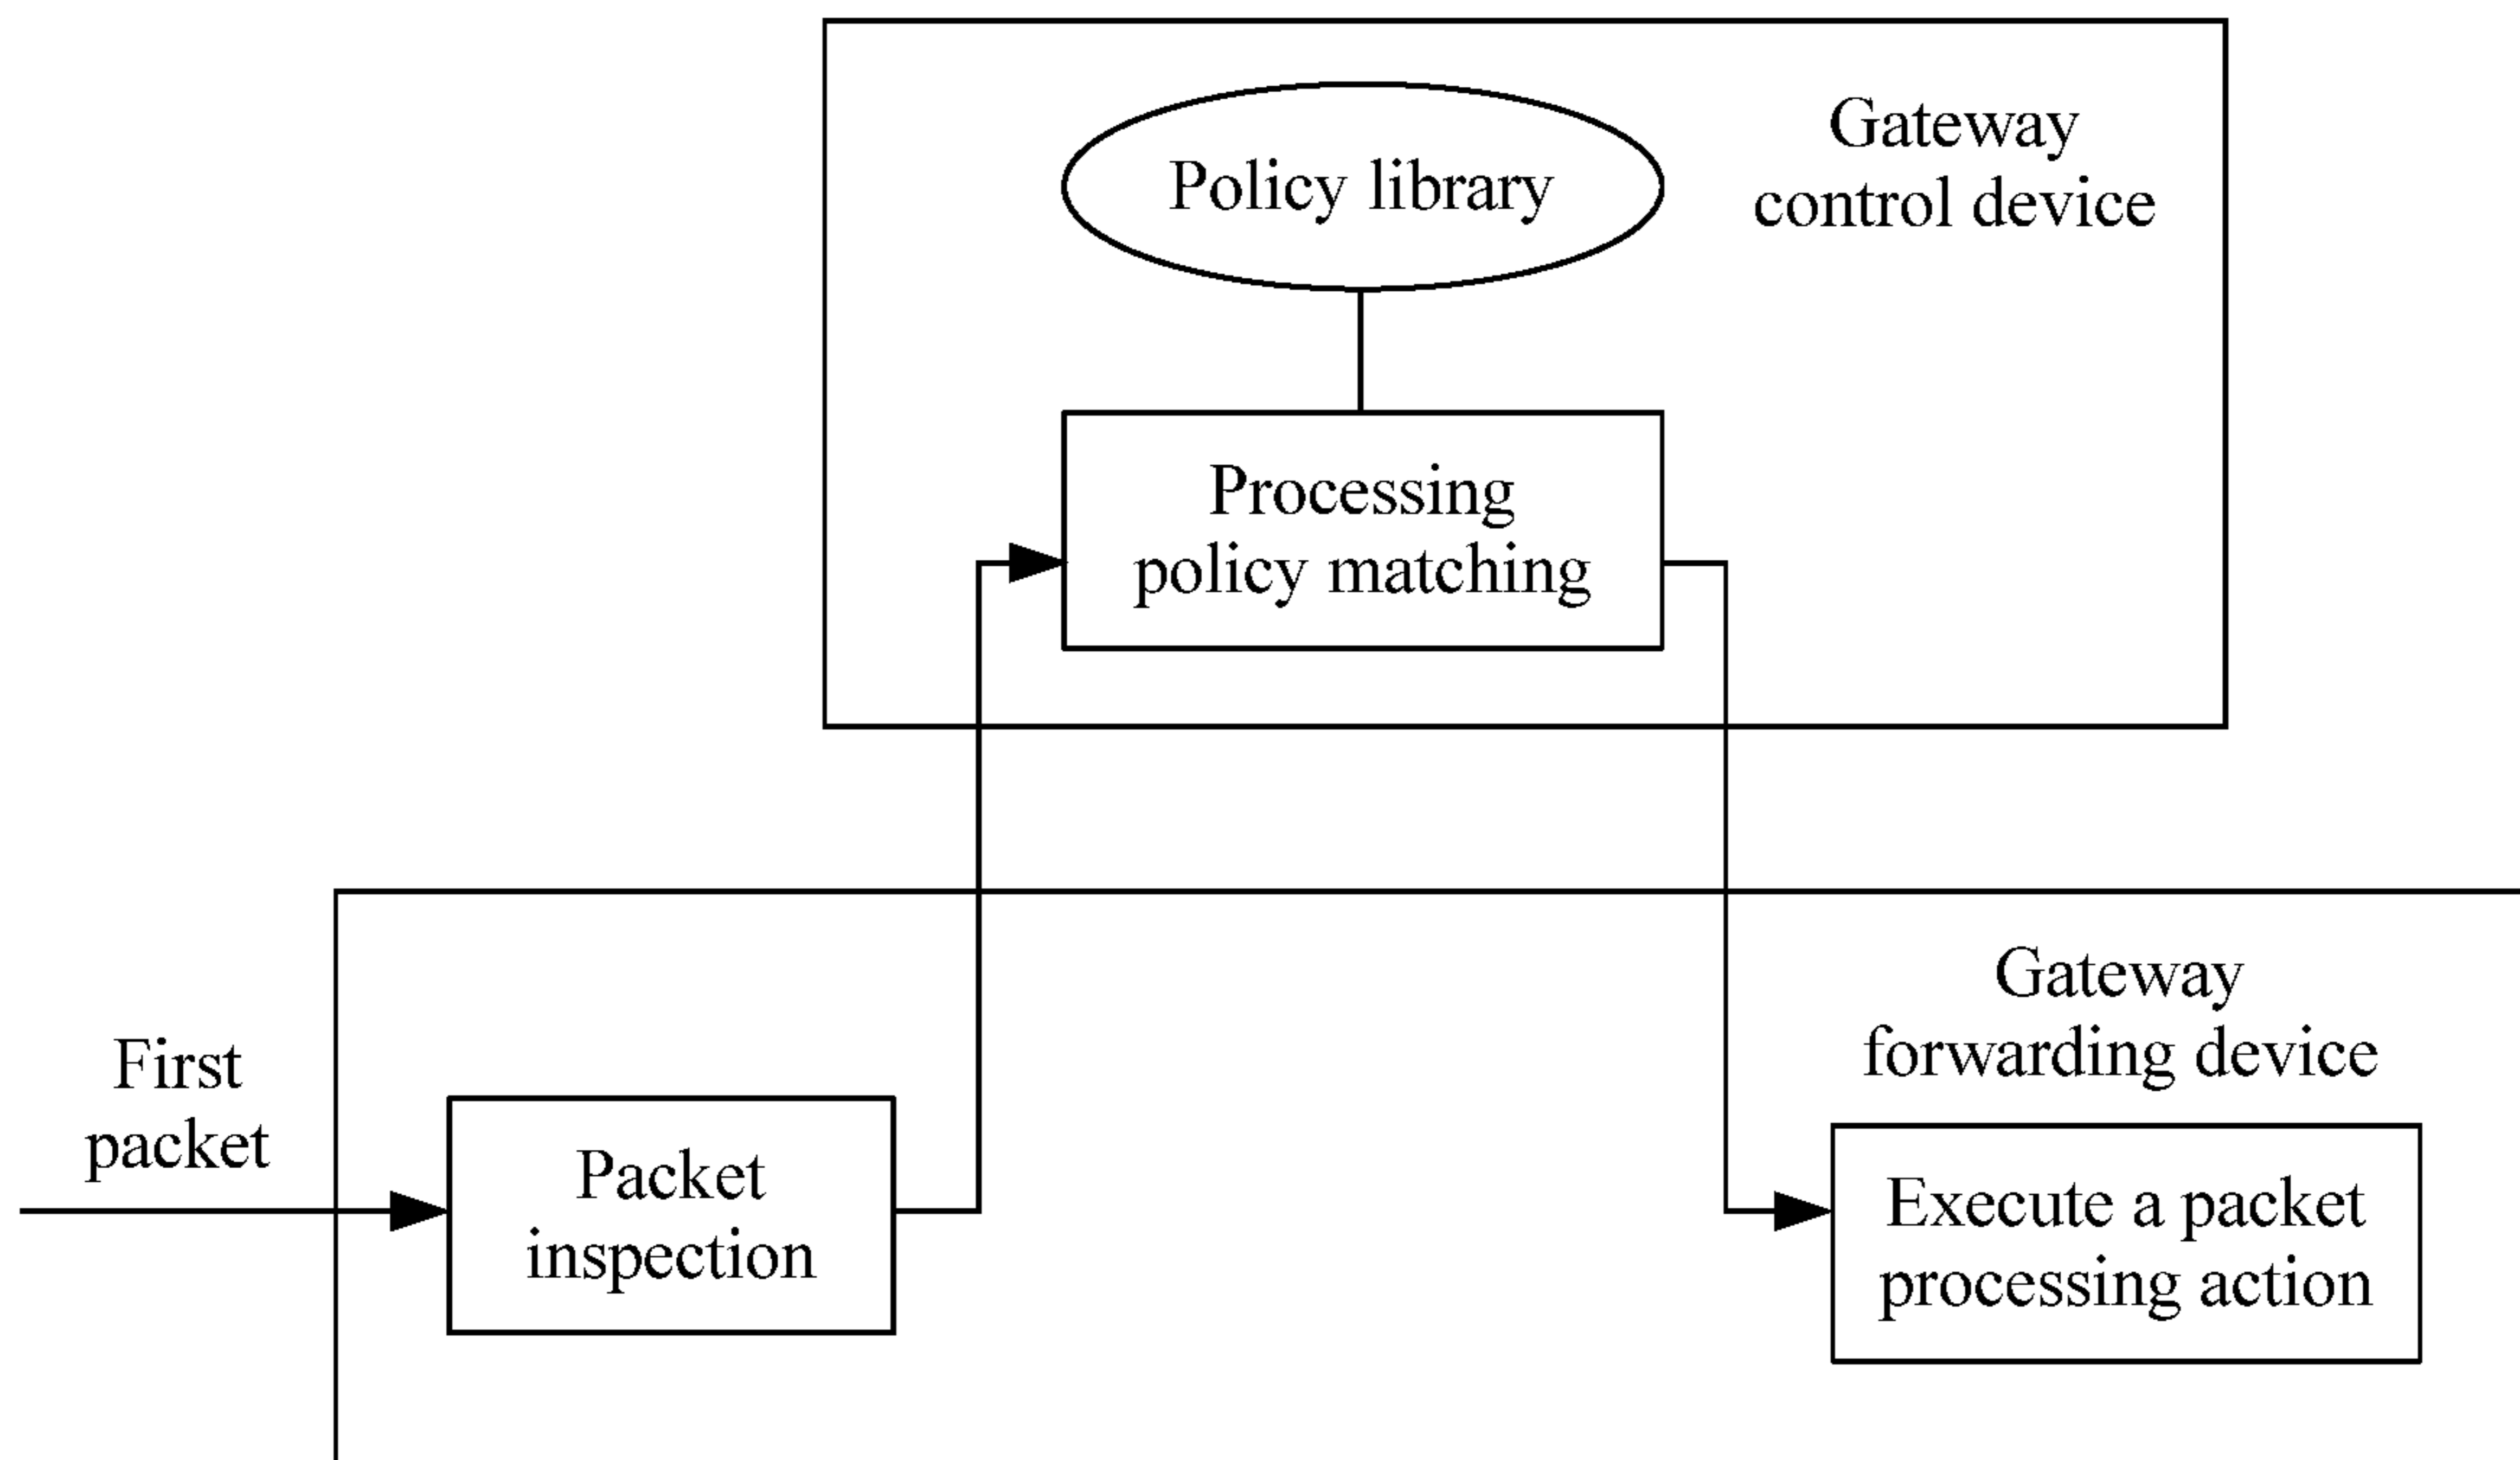 Policy library
Gateway
control device
Processing
policy matching
Gateway
forwarding device
First
packet
Packet
inspection
Execute a packet
processing action